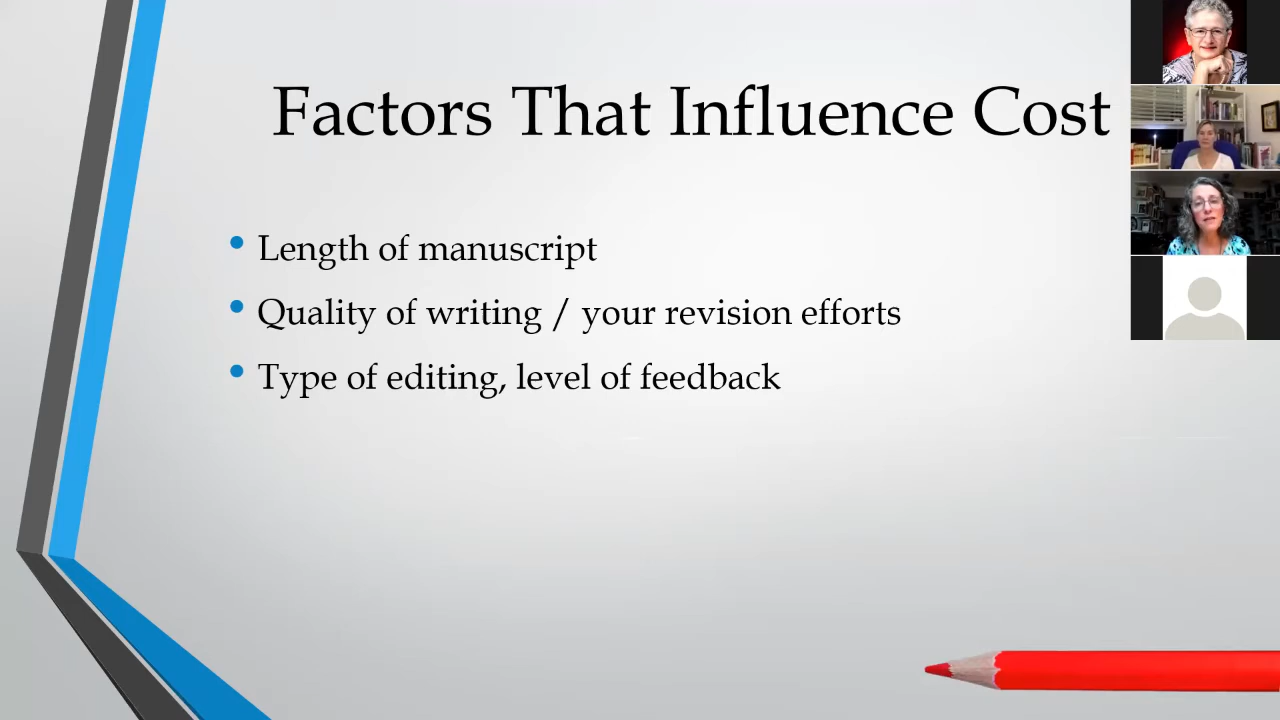 Factors That Influence Cost
Length of manuscript
Quality of writing / your revision efforts
Type of editing, level of feedback